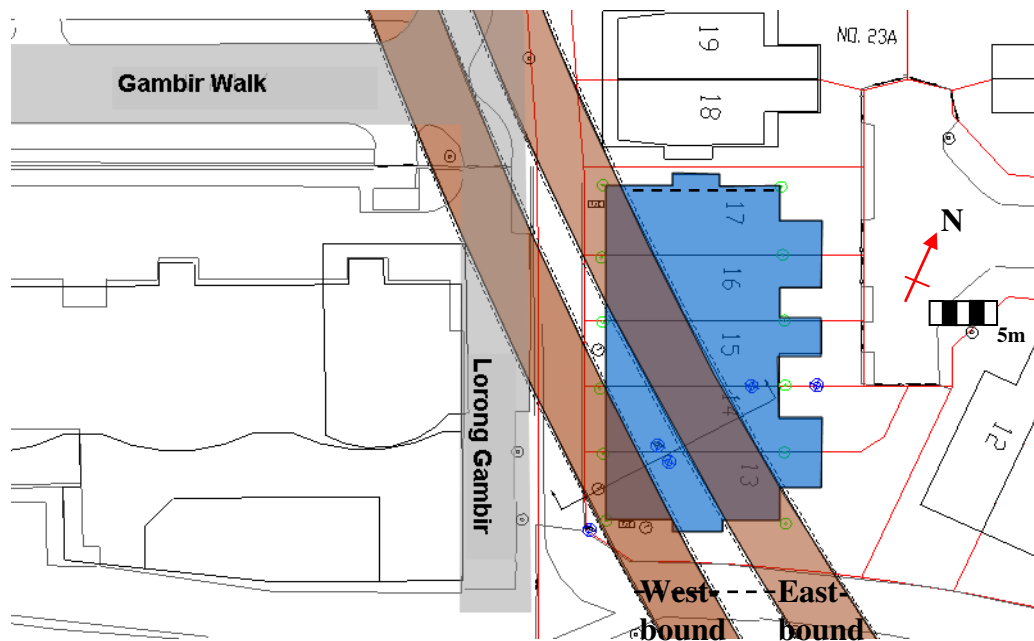 NO. 23A
19
18
Gambir Walk
17
16
15
14
13
N
5m
12
Lorong Gambir
West-
bound
East-
bound